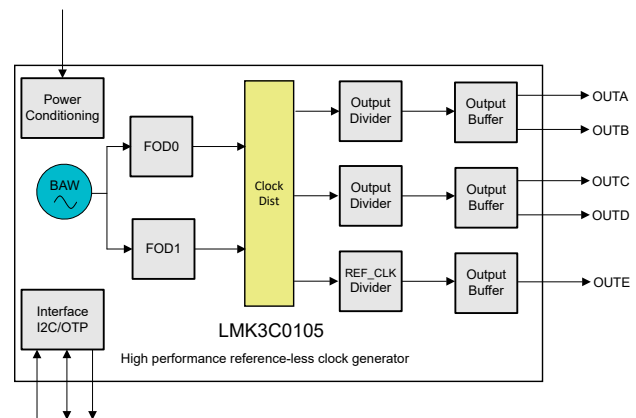 Power
Conditioning
BAW
FOD0
FOD1
Clock
Dist
Output
Divider
Output
Buffer
OUTA
OUTB
Output
Divider
Output
Buffer
OUTC
OUTD
REF_CLK
Divider
Output
Buffer
OUTE
Interface
I2C/OTP
LMK3C0105
High performance reference-less clock generator